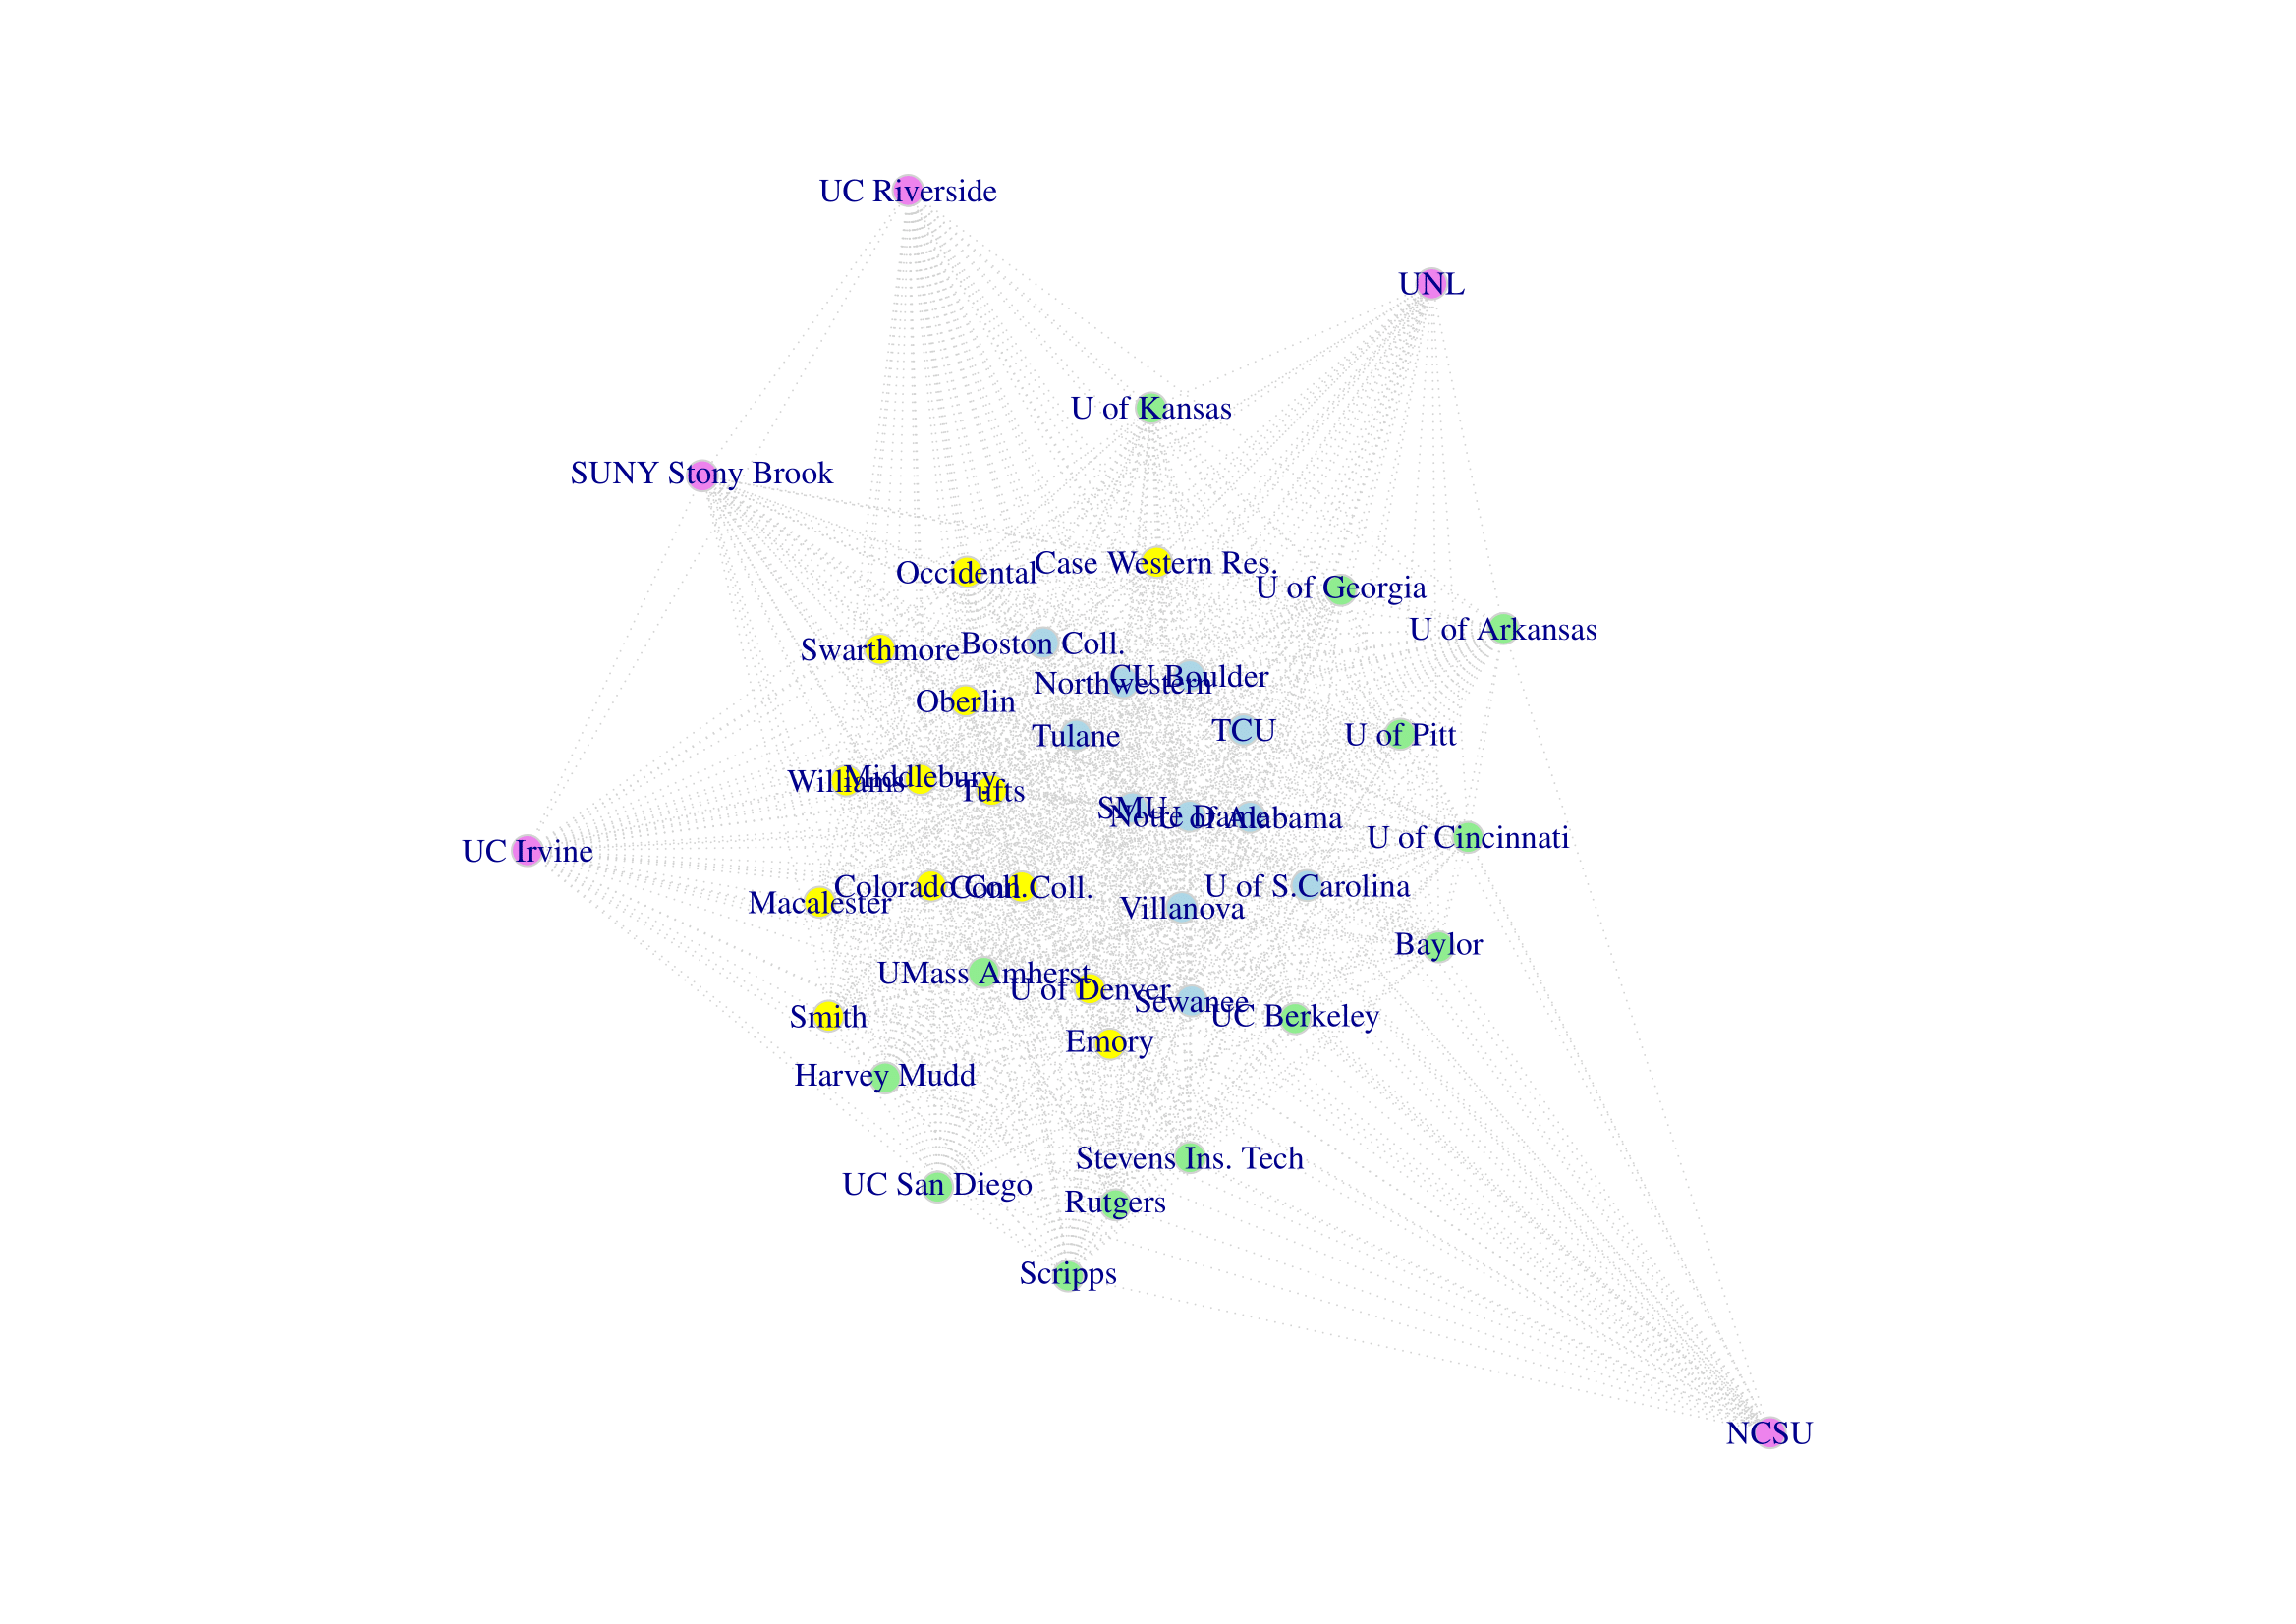 UC Riverside
UNL
U of Kansas
SUNY Stony Brook
Case Western Res.
Occidental
U of Georgia
U of Arkansas
Boston Coll.
Swarthmore
CU Boulder
Northwestern
Oberlin
TCU
Tulane
U of Pitt
Middlebury
Williams
Tufts
SMU
Notre Dame
U of Alabama
U of Cincinnati
UC Irvine
Colorado Coll.
Conn Coll.
U of S.Carolina
Macalester
Villanova
Baylor
UMass Amherst
U of Denver
Sewanee
UC Berkeley
Smith
Emory
Harvey Mudd
Stevens Ins. Tech
UC San Diego
Rutgers
Scripps
NCSU